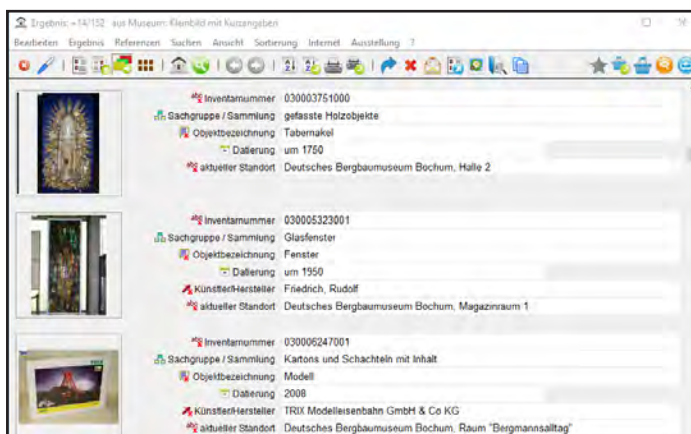 Ergebnis: +14/152 aus Museum: Kleinbild mit Kurzangaben
Bearbeiten Ergebnis Referenzen Suchen Ansicht Sortierung Internet Ausstellung ?
Inventarnummer 030003751000
Sachgruppe / Sammlung gefasste Holzobjekte
Objektbezeichnung Tabernakel
Datierung um 1750
aktueller Standort Deutsches Bergbaumuseum Bochum, Halle 2
Inventarnummer 030005323001
Sachgruppe / Sammlung Glasfenster
Objektbezeichnung Fenster
Datierung um 1950
Künstler/Hersteller Friedrich, Rudolf
aktueller Standort Deutsches Bergbaumuseum Bochum, Magazinraum 1
Inventarnummer 030006247001
Sachgruppe / Sammlung Kartons und Schachteln mit Inhalt
Objektbezeichnung Modell
Datierung 2008
Künstler/Hersteller TRIX Modelleisenbahn GmbH & Co KG
aktueller Standort Deutsches Bergbaumuseum Bochum, Raum "Bergmannsalltag"